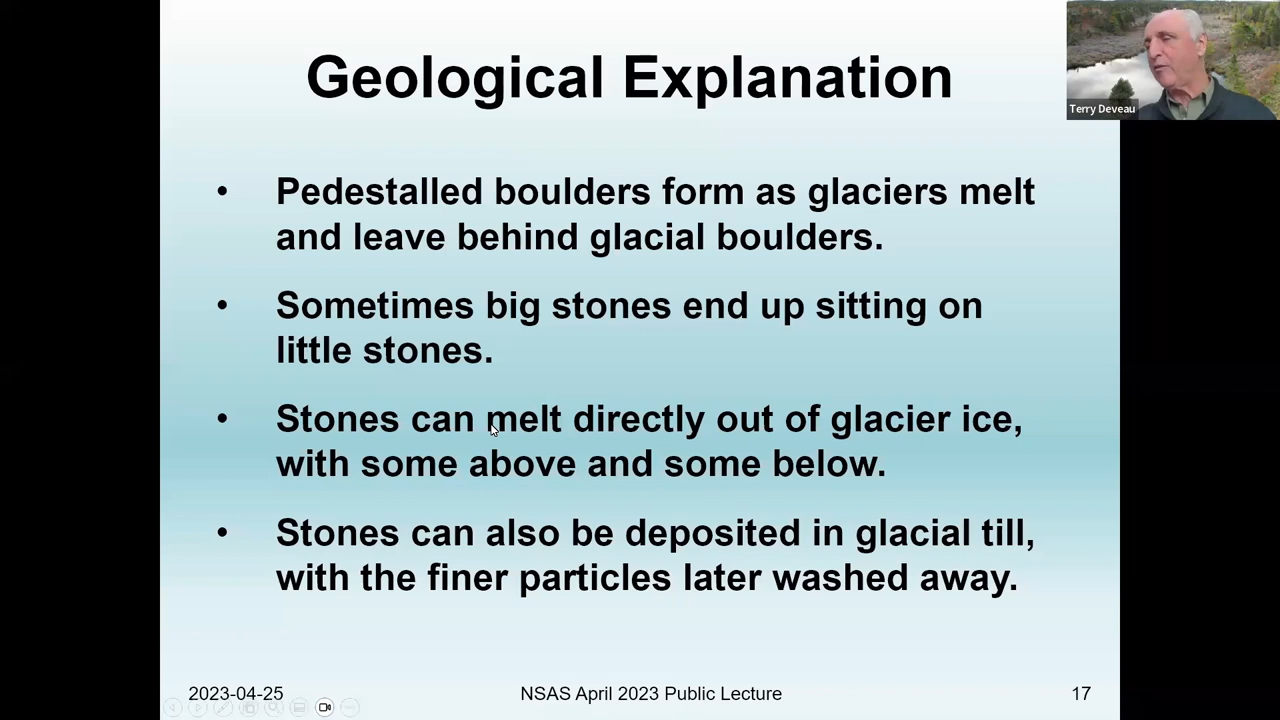 Geological Explanation
Terry Deveau
• Pedestalled boulders form as glaciers melt
and leave behind glacial boulders.
• Sometimes big stones end up sitting on
little stones.
• Stones can melt directly out of glacier ice,
with some above and some below.
• Stones can also be deposited in glacial till,
with the finer particles later washed away.
2023-04-25
NSAS April 2023 Public Lecture
17